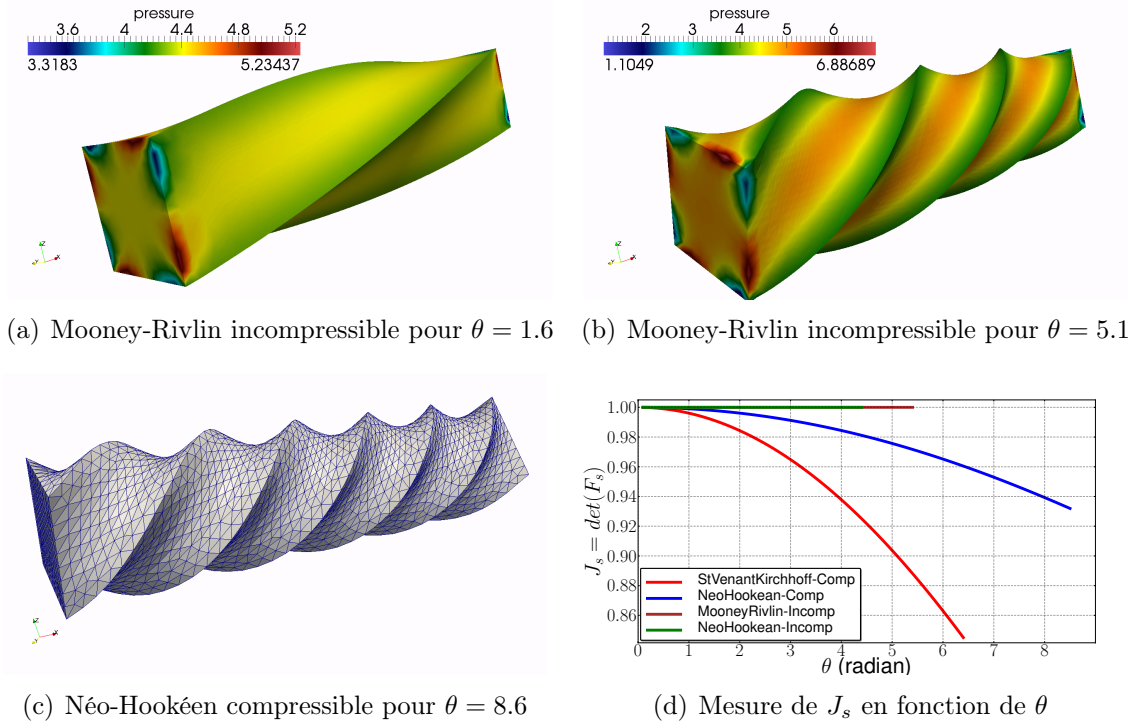 pressure
3.6 4 4.4 4.8 5.2
3.3183 5.23437
Z
Y X
pressure
2 3 4 5 6
1.1049 6.88689
Z
Y X
(a) Mooney-Rivlin incompressible pour θ = 1.6
(b) Mooney-Rivlin incompressible pour θ = 5.1
Z
Y X
1.00
0.98
0.96
0.94
0.92
0.90
0.88
0.86
J_s = det(F_s)
StVenantKirchhoff-Comp
NeoHookean-Comp
MooneyRivlin-Incomp
NeoHookean-Incomp
0 1 2 3 4 5 6 7 8
θ (radian)
(c) Néo-Hookéen compressible pour θ = 8.6
(d) Mesure de J_s en fonction de θ